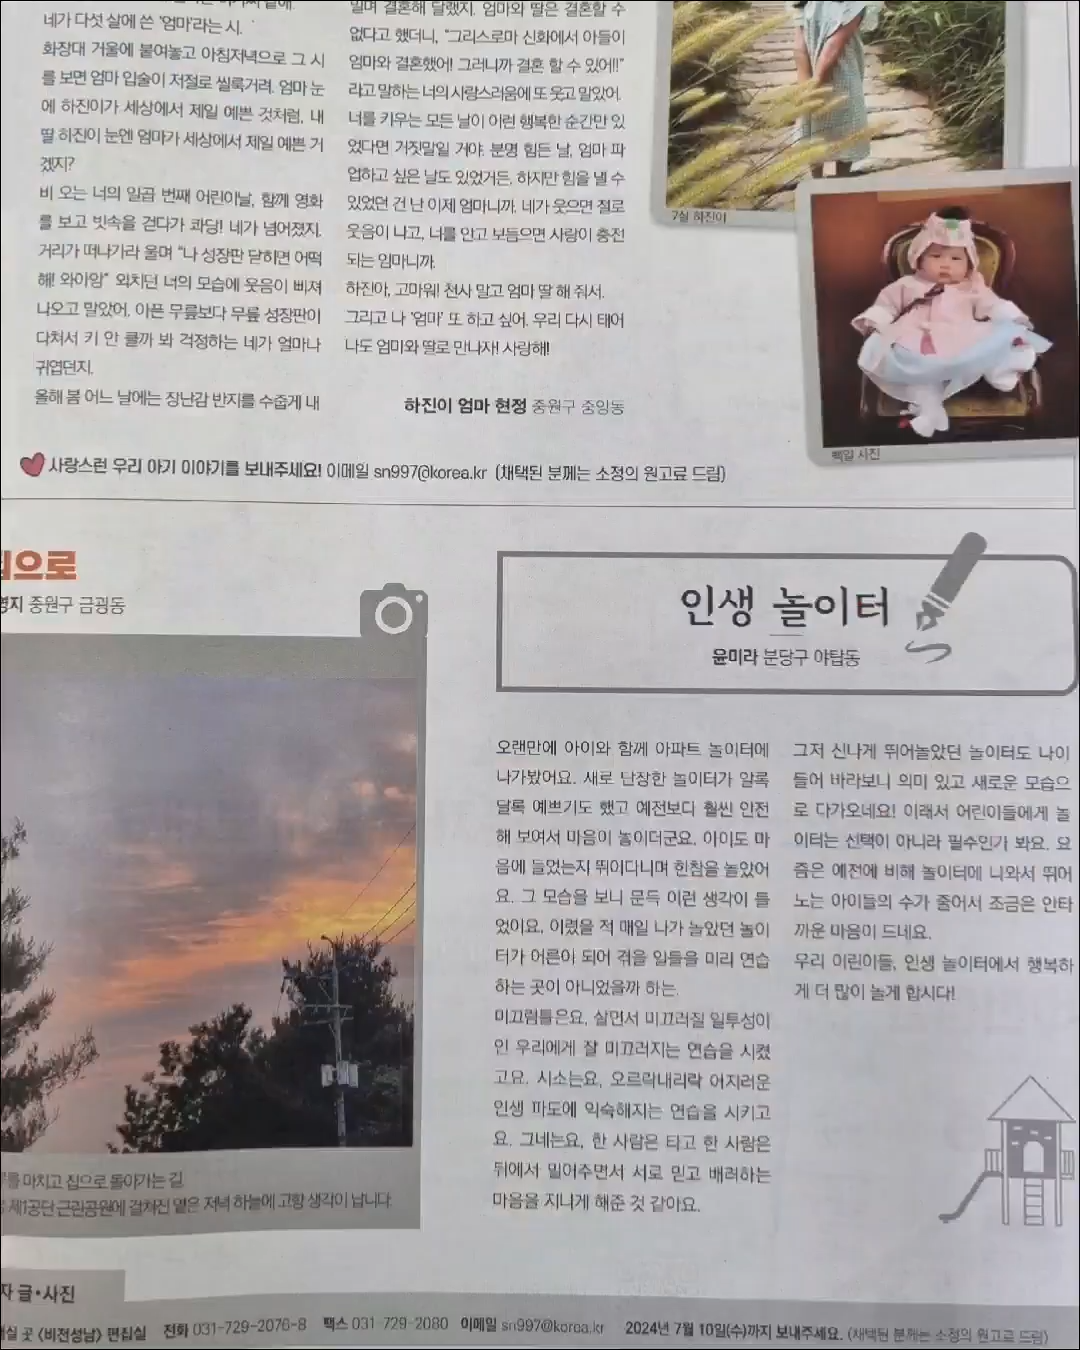 네가 다섯 살에 쓴 '엄마'라는 시.
화장대 거울에 붙여놓고 아침저녁으로 그 시
를 보면 엄마 입술이 저절로 씰룩거려. 엄마 눈
에 하진이가 세상에서 제일 예쁜 것처럼, 내
딸 하진이 눈엔 엄마가 세상에서 제일 예쁜 거
겠지?
비 오는 너의 일곱 번째 어린이날, 함께 영화
를 보고 빗속을 걷다가 콰당! 네가 넘어졌지.
거리가 떠나가라 울며 "나 성장판 닫히면 어떡
해! 와아앙" 외치던 너의 모습에 웃음이 삐져
나오고 말았어. 아픈 무릎보다 무릎 성장판이
다쳐서 키 안 클까 봐 걱정하는 네가 얼마나
귀엽던지.
올해 봄 어느 날에는 장난감 반지를 수줍게 내
밀며 결혼해 달랬지. 엄마와 딸은 결혼할 수
없다고 했더니, "그리스로마 신화에서 아들이
엄마와 결혼했어! 그러니까 결혼 할 수 있어!!"
라고 말하는 너의 사랑스러움에 또 웃고 말았어.
너를 키우는 모든 날이 이런 행복한 순간만 있
었다면 거짓말일 거야. 분명 힘든 날, 엄마 파
업하고 싶은 날도 있었거든. 하지만 힘을 낼 수
있었던 건 난 이제 엄마니까. 네가 웃으면 절로
웃음이 나고, 너를 안고 보듬으면 사랑이 충전
되는 엄마니까.
하진아, 고마워! 천사 말고 엄마 딸 해 줘서.
그리고 나 '엄마' 또 하고 싶어. 우리 다시 태어
나도 엄마와 딸로 만나자! 사랑해!
하진이 엄마 현정 중원구 중앙동
7살 하진이
백일 사진
사랑스런 우리 아기 이야기를 보내주세요! 이메일 sn997@korea.kr (채택된 분께는 소정의 원고료 드림)
집으로
영지 중원구 금광동
를 마치고 집으로 돌아가는 길.
제1공단 근린공원에 걸쳐진 옅은 저녁 하늘에 고향 생각이 납니다.
인생 놀이터
윤미라 분당구 야탑동
오랜만에 아이와 함께 아파트 놀이터에
나가봤어요. 새로 단장한 놀이터가 알록
달록 예쁘기도 했고 예전보다 훨씬 안전
해 보여서 마음이 놓이더군요. 아이도 마
음에 들었는지 뛰어다니며 한참을 놀았어
요. 그 모습을 보니 문득 이런 생각이 들
었어요. 어렸을 적 매일 나가 놀았던 놀이
터가 어른이 되어 겪을 일들을 미리 연습
하는 곳이 아니었을까 하는.
미끄럼틀은요, 살면서 미끄러질 일투성이
인 우리에게 잘 미끄러지는 연습을 시켰
고요. 시소는요, 오르락내리락 어지러운
인생 파도에 익숙해지는 연습을 시키고
요. 그네는요, 한 사람은 타고 한 사람은
뒤에서 밀어주면서 서로 믿고 배려하는
마음을 지니게 해준 것 같아요.
그저 신나게 뛰어놀았던 놀이터도 나이
들어 바라보니 의미 있고 새로운 모습으
로 다가오네요! 이래서 어린이들에게 놀
이터는 선택이 아니라 필수인가 봐요. 요
즘은 예전에 비해 놀이터에 나와서 뛰어
노는 아이들의 수가 줄어서 조금은 안타
까운 마음이 드네요.
우리 어린이들, 인생 놀이터에서 행복하
게 더 많이 놀게 합시다!
자 글·사진
실 곳 <비전성남> 편집실 전화 031-729-2076~8 팩스 031-729-2080 이메일 sn997@korea.kr 2024년 7월 10일(수)까지 보내주세요. (채택된 분께는 소정의 원고료 드림)